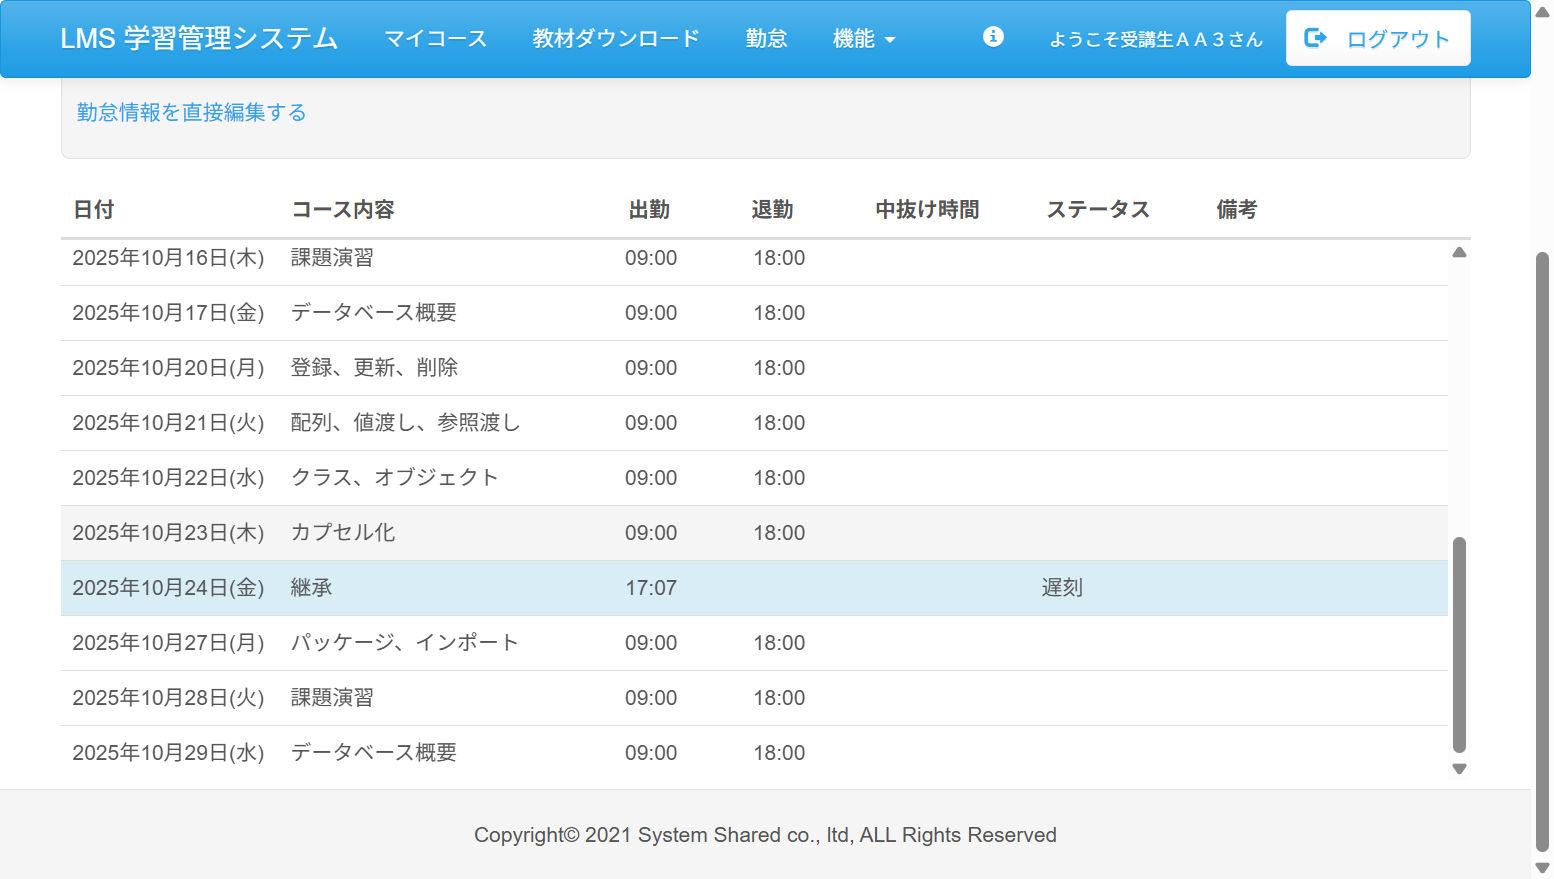 LMS 学習管理システム マイコース 教材ダウンロード 勤怠 機能 ようこそ受講生ＡＡ３さん ログアウト
勤怠情報を直接編集する
日付 コース内容 出勤 退勤 中抜け時間 ステータス 備考
2025年10月16日(木) 課題演習 09:00 18:00
2025年10月17日(金) データベース概要 09:00 18:00
2025年10月20日(月) 登録、更新、削除 09:00 18:00
2025年10月21日(火) 配列、値渡し、参照渡し 09:00 18:00
2025年10月22日(水) クラス、オブジェクト 09:00 18:00
2025年10月23日(木) カプセル化 09:00 18:00
2025年10月24日(金) 継承 17:07 遅刻
2025年10月27日(月) パッケージ、インポート 09:00 18:00
2025年10月28日(火) 課題演習 09:00 18:00
2025年10月29日(水) データベース概要 09:00 18:00
Copyright© 2021 System Shared co., ltd, ALL Rights Reserved